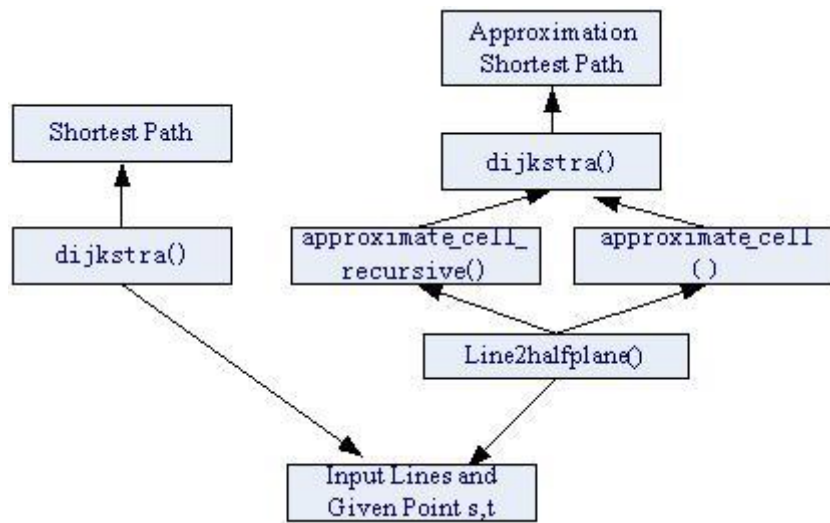 Approximation
Shortest Path
Shortest Path
dijkstra()
dijkstra()
approximate_cell_
recursive()
approximate_cell
()
Line2halfplane()
Input Lines and
Given Point s,t